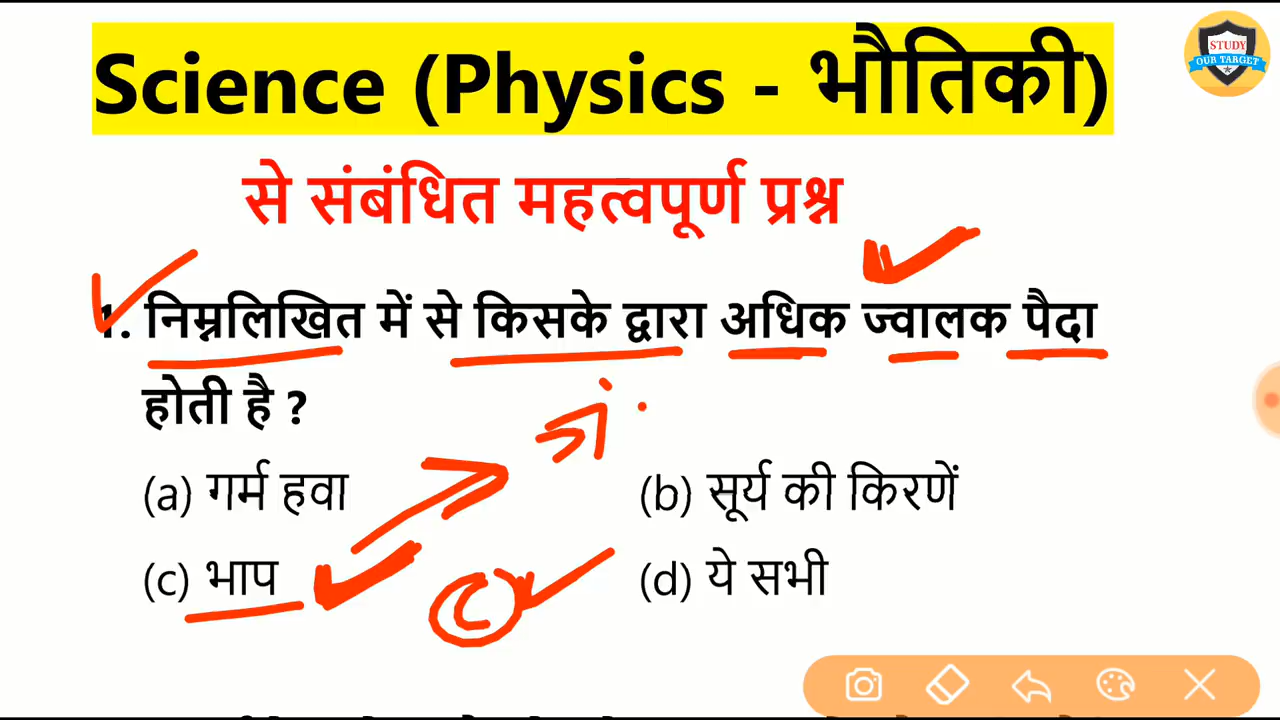 Science (Physics - भौतिकी)
STUDY
OUR TARGET
से संबंधित महत्वपूर्ण प्रश्न
1. निम्नलिखित में से किसके द्वारा अधिक ज्वालक पैदा
होती है ?
(a) गर्म हवा
(b) सूर्य की किरणें
(c) भाप
(d) ये सभी
C